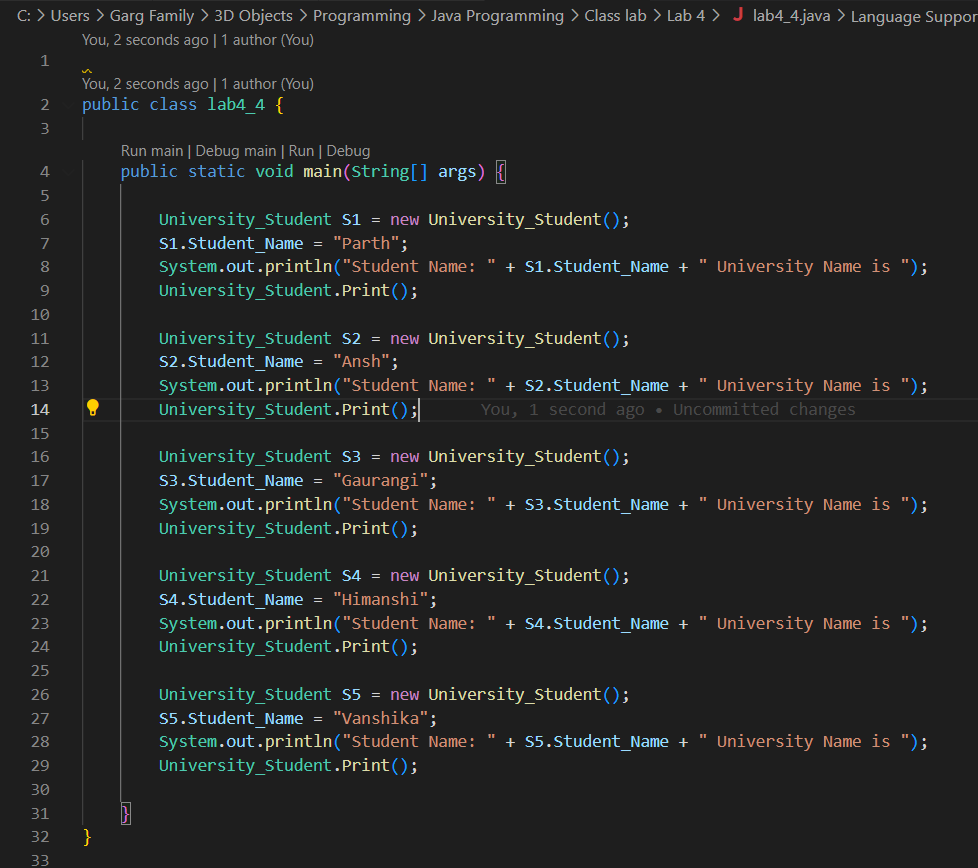 C: > Users > Garg Family > 3D Objects > Programming > Java Programming > Class lab > Lab 4 > J lab4_4.java > Language Suppor
You, 2 seconds ago | 1 author (You)
1
You, 2 seconds ago | 1 author (You)
2 public class lab4_4 {
3
Run main | Debug main | Run | Debug
4 public static void main(String[] args) {
5
6 University_Student S1 = new University_Student();
7 S1.Student_Name = "Parth";
8 System.out.println("Student Name: " + S1.Student_Name + " University Name is ");
9 University_Student.Print();
10
11 University_Student S2 = new University_Student();
12 S2.Student_Name = "Ansh";
13 System.out.println("Student Name: " + S2.Student_Name + " University Name is ");
14 University_Student.Print(); You, 1 second ago • Uncommitted changes
15
16 University_Student S3 = new University_Student();
17 S3.Student_Name = "Gaurangi";
18 System.out.println("Student Name: " + S3.Student_Name + " University Name is ");
19 University_Student.Print();
20
21 University_Student S4 = new University_Student();
22 S4.Student_Name = "Himanshi";
23 System.out.println("Student Name: " + S4.Student_Name + " University Name is ");
24 University_Student.Print();
25
26 University_Student S5 = new University_Student();
27 S5.Student_Name = "Vanshika";
28 System.out.println("Student Name: " + S5.Student_Name + " University Name is ");
29 University_Student.Print();
30
31 }
32 }
33